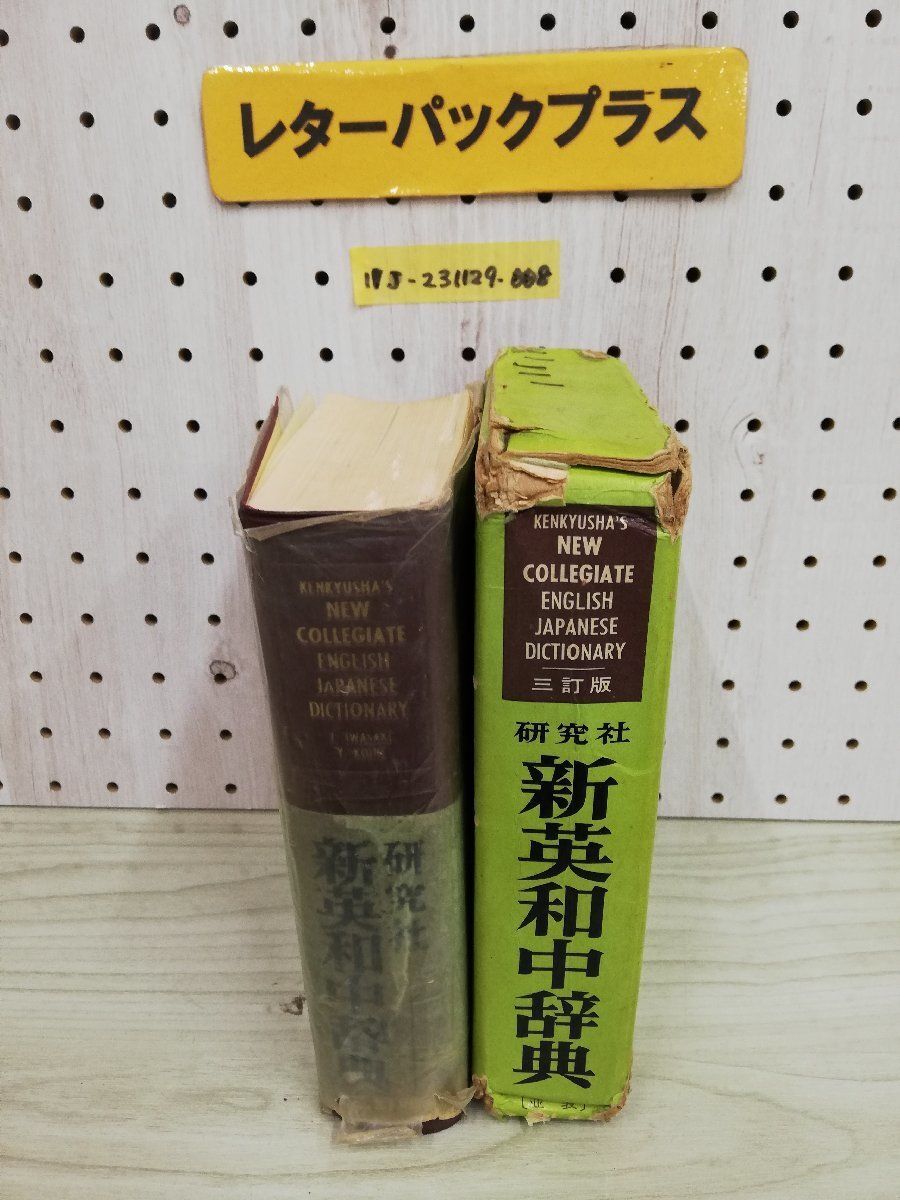 レターパックプラス
17J-231129-008
KENKYUSHA'S
NEW
COLLEGIATE
ENGLISH
JAPANESE
DICTIONARY
研究社
新英和中辞典
KENKYUSHA'S
NEW
COLLEGIATE
ENGLISH
JAPANESE
DICTIONARY
三訂版
研究社
新英和中辞典